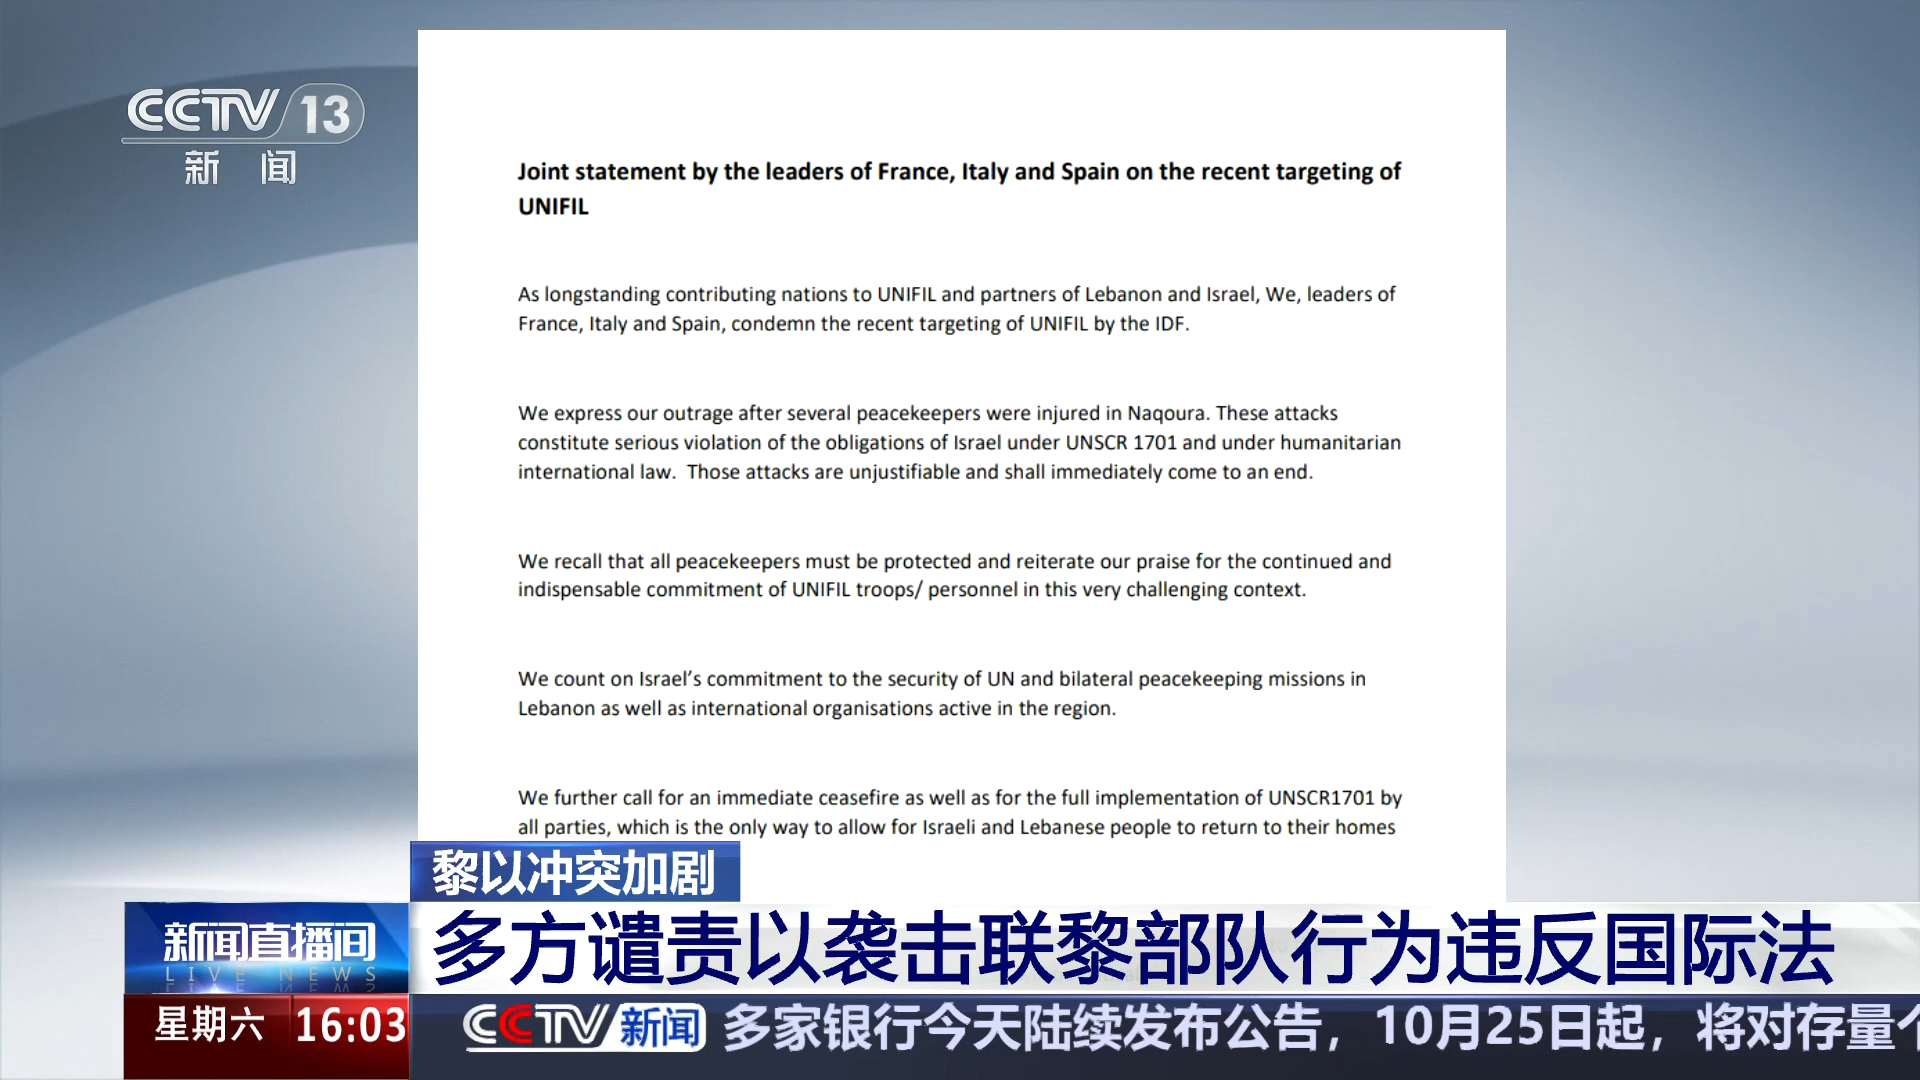 CCTV 13
新闻
Joint statement by the leaders of France, Italy and Spain on the recent targeting of
UNIFIL
As longstanding contributing nations to UNIFIL and partners of Lebanon and Israel, We, leaders of
France, Italy and Spain, condemn the recent targeting of UNIFIL by the IDF.
We express our outrage after several peacekeepers were injured in Naqoura. These attacks
constitute serious violation of the obligations of Israel under UNSCR 1701 and under humanitarian
international law.  Those attacks are unjustifiable and shall immediately come to an end.
We recall that all peacekeepers must be protected and reiterate our praise for the continued and
indispensable commitment of UNIFIL troops/ personnel in this very challenging context.
We count on Israel’s commitment to the security of UN and bilateral peacekeeping missions in
Lebanon as well as international organisations active in the region.
We further call for an immediate ceasefire as well as for the full implementation of UNSCR1701 by
all parties, which is the only way to allow for Israeli and Lebanese people to return to their homes
黎以冲突加剧
多方谴责以袭击联黎部队行为违反国际法
新闻直播间
LIVE NEWS
星期六 16:03
CCTV新闻 多家银行今天陆续发布公告，10月25日起，将对存量个